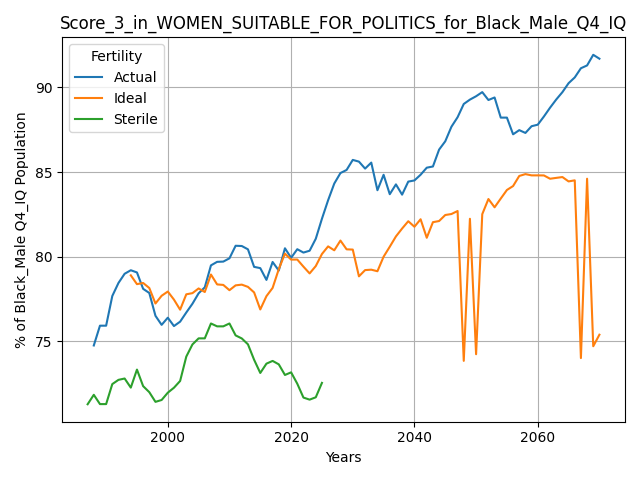 Score_3_in_WOMEN_SUITABLE_FOR_POLITICS_for_Black_Male_Q4_IQ
Fertility
Actual
Ideal
Sterile
% of Black_Male Q4_IQ Population
90
85
80
75
2000
2020
2040
2060
Years